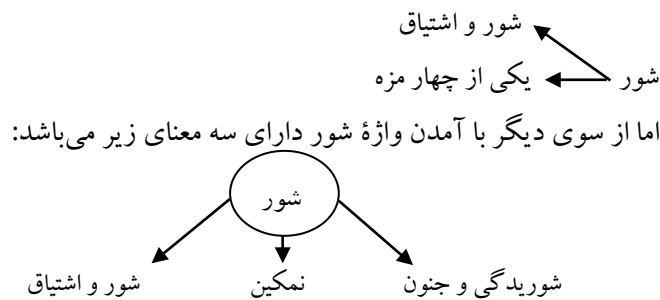 شور و اشتیاق
شور یکی از چهار مزه
اما از سوی دیگر با آمدن واژهٔ شور دارای سه معنای زیر می‌باشد:
شور
شوریدگی و جنون نمکین شور و اشتیاق